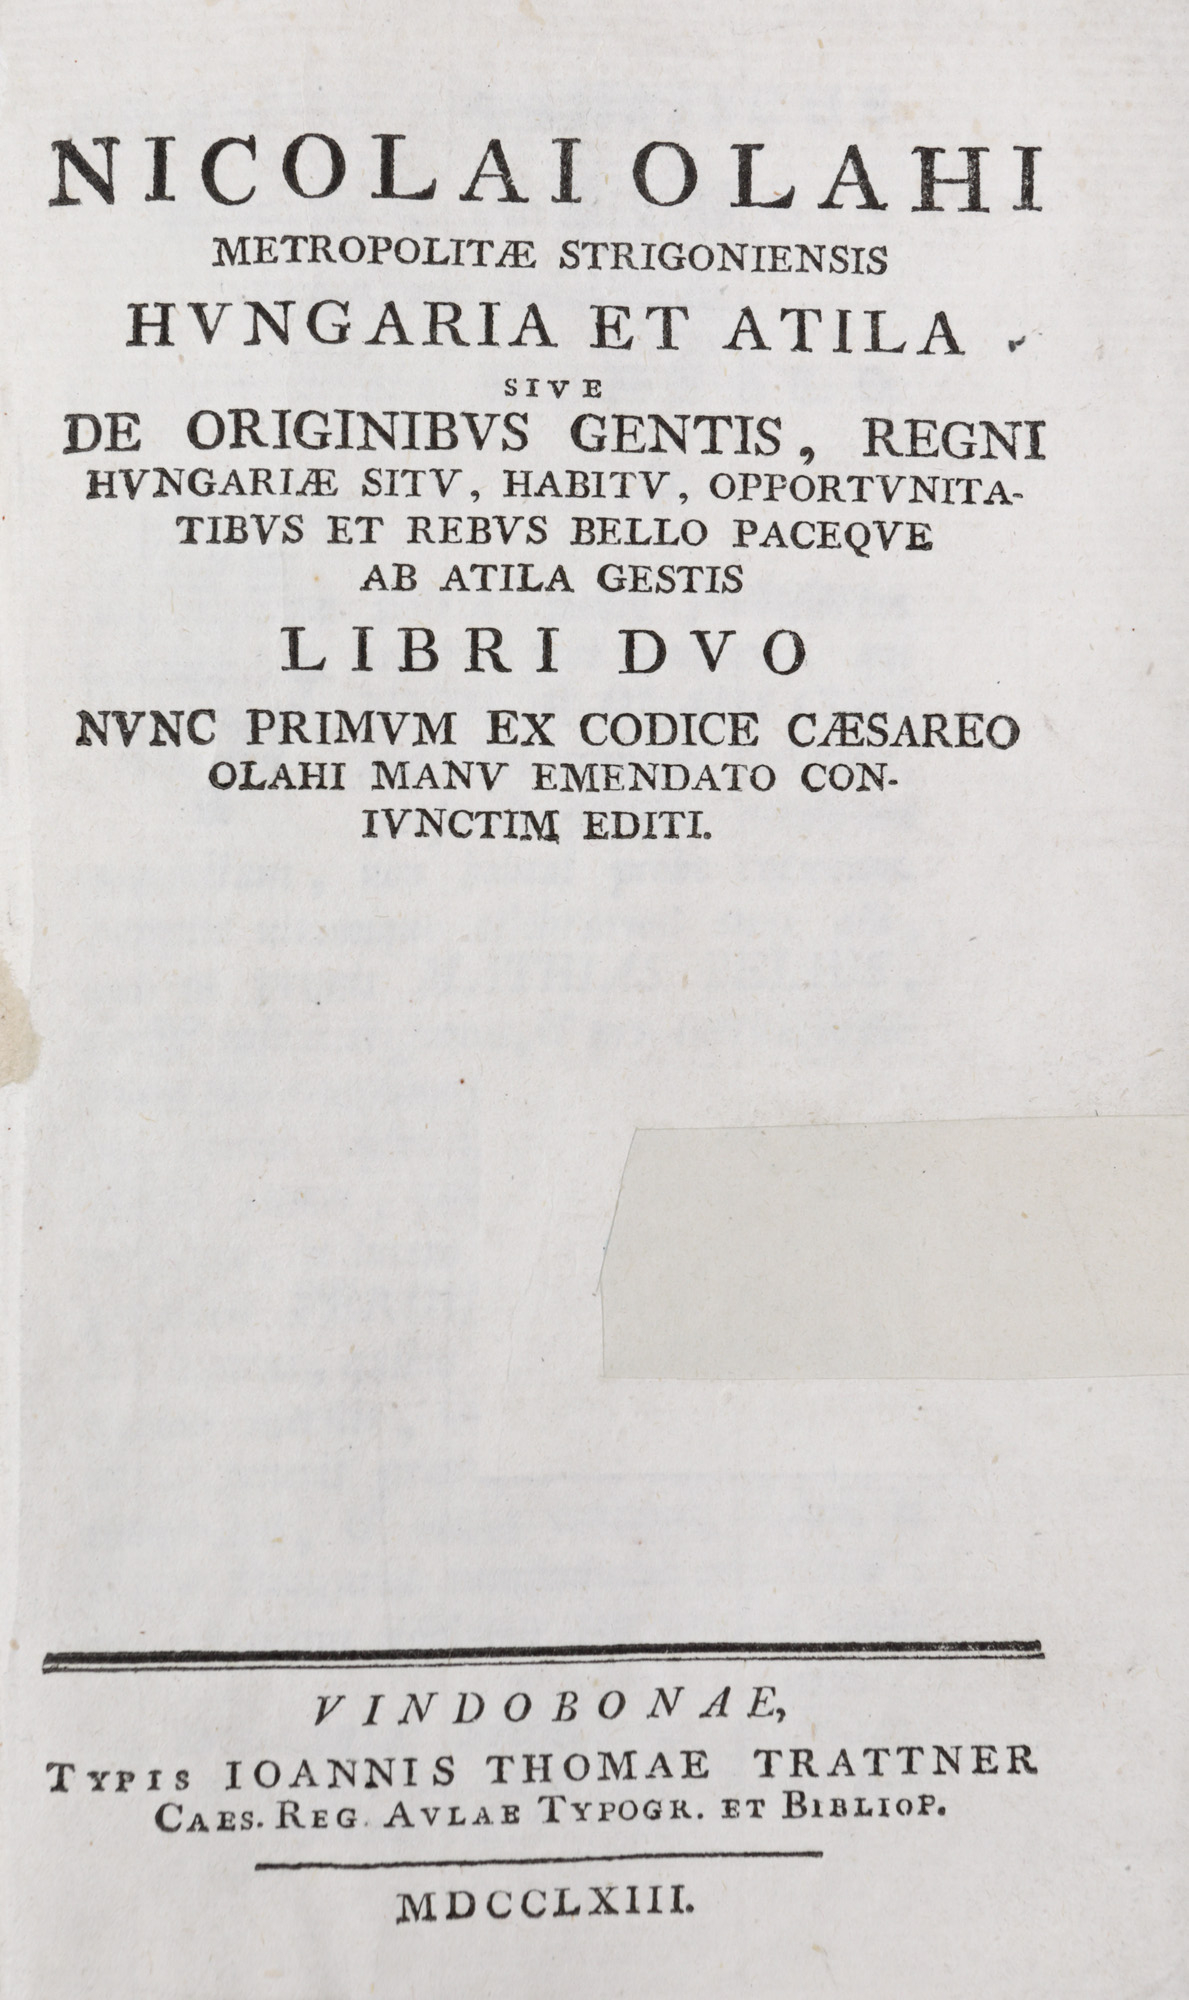 NICOLAI OLAHI
METROPOLITÆ STRIGONIENSIS
HVNGARIA ET ATILA
SIVE
DE ORIGINIBVS GENTIS, REGNI
HVNGARIÆ SITV, HABITV, OPPORTVNITA-
TIBVS ET REBVS BELLO PACEQVE
AB ATILA GESTIS
LIBRI DVO
NVNC PRIMVM EX CODICE CÆSAREO
OLAHI MANV EMENDATO CON-
IVNCTIM EDITI.
VINDOBONAE,
TYPIS IOANNIS THOMAE TRATTNER
CAES. REG. AVLAE TYPOGR. ET BIBLIOP.
MDCCLXIII.